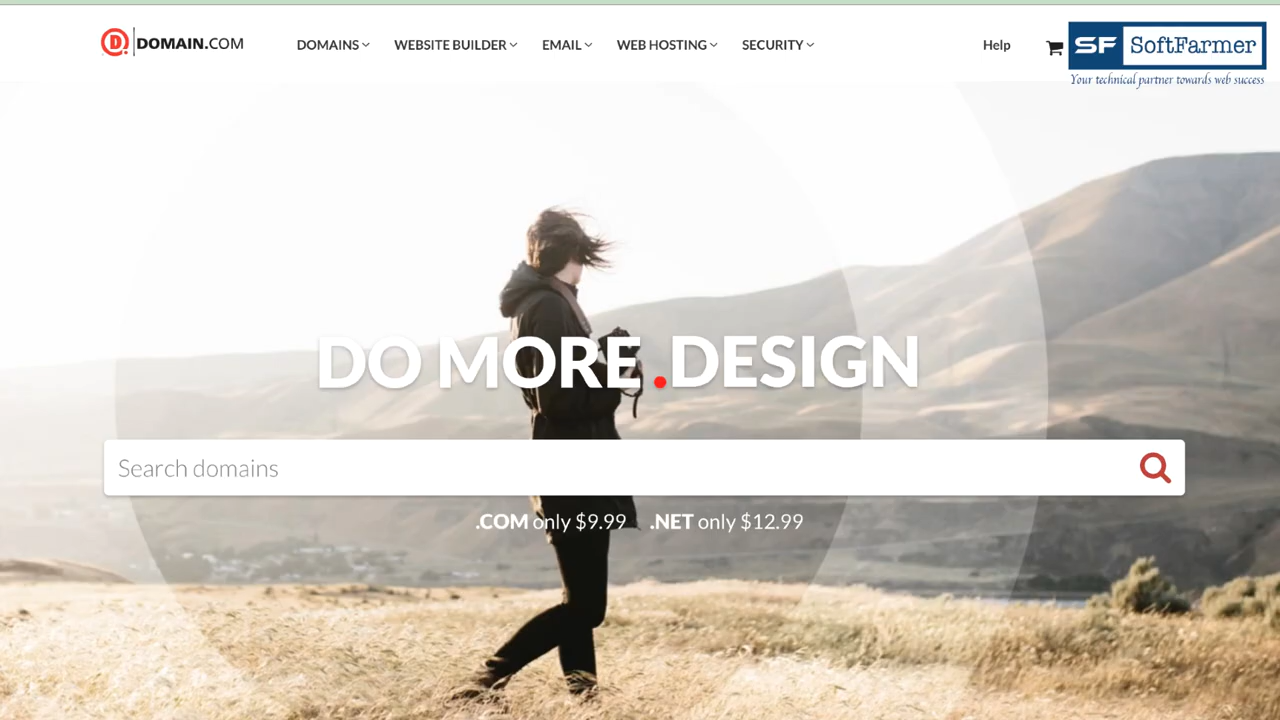 DOMAIN.COM
DOMAINS
WEBSITE BUILDER
EMAIL
WEB HOSTING
SECURITY
Help
SF SoftFarmer
Your technical partner towards web success
DO MORE .DESIGN
Search domains
.COM only $9.99 .NET only $12.99